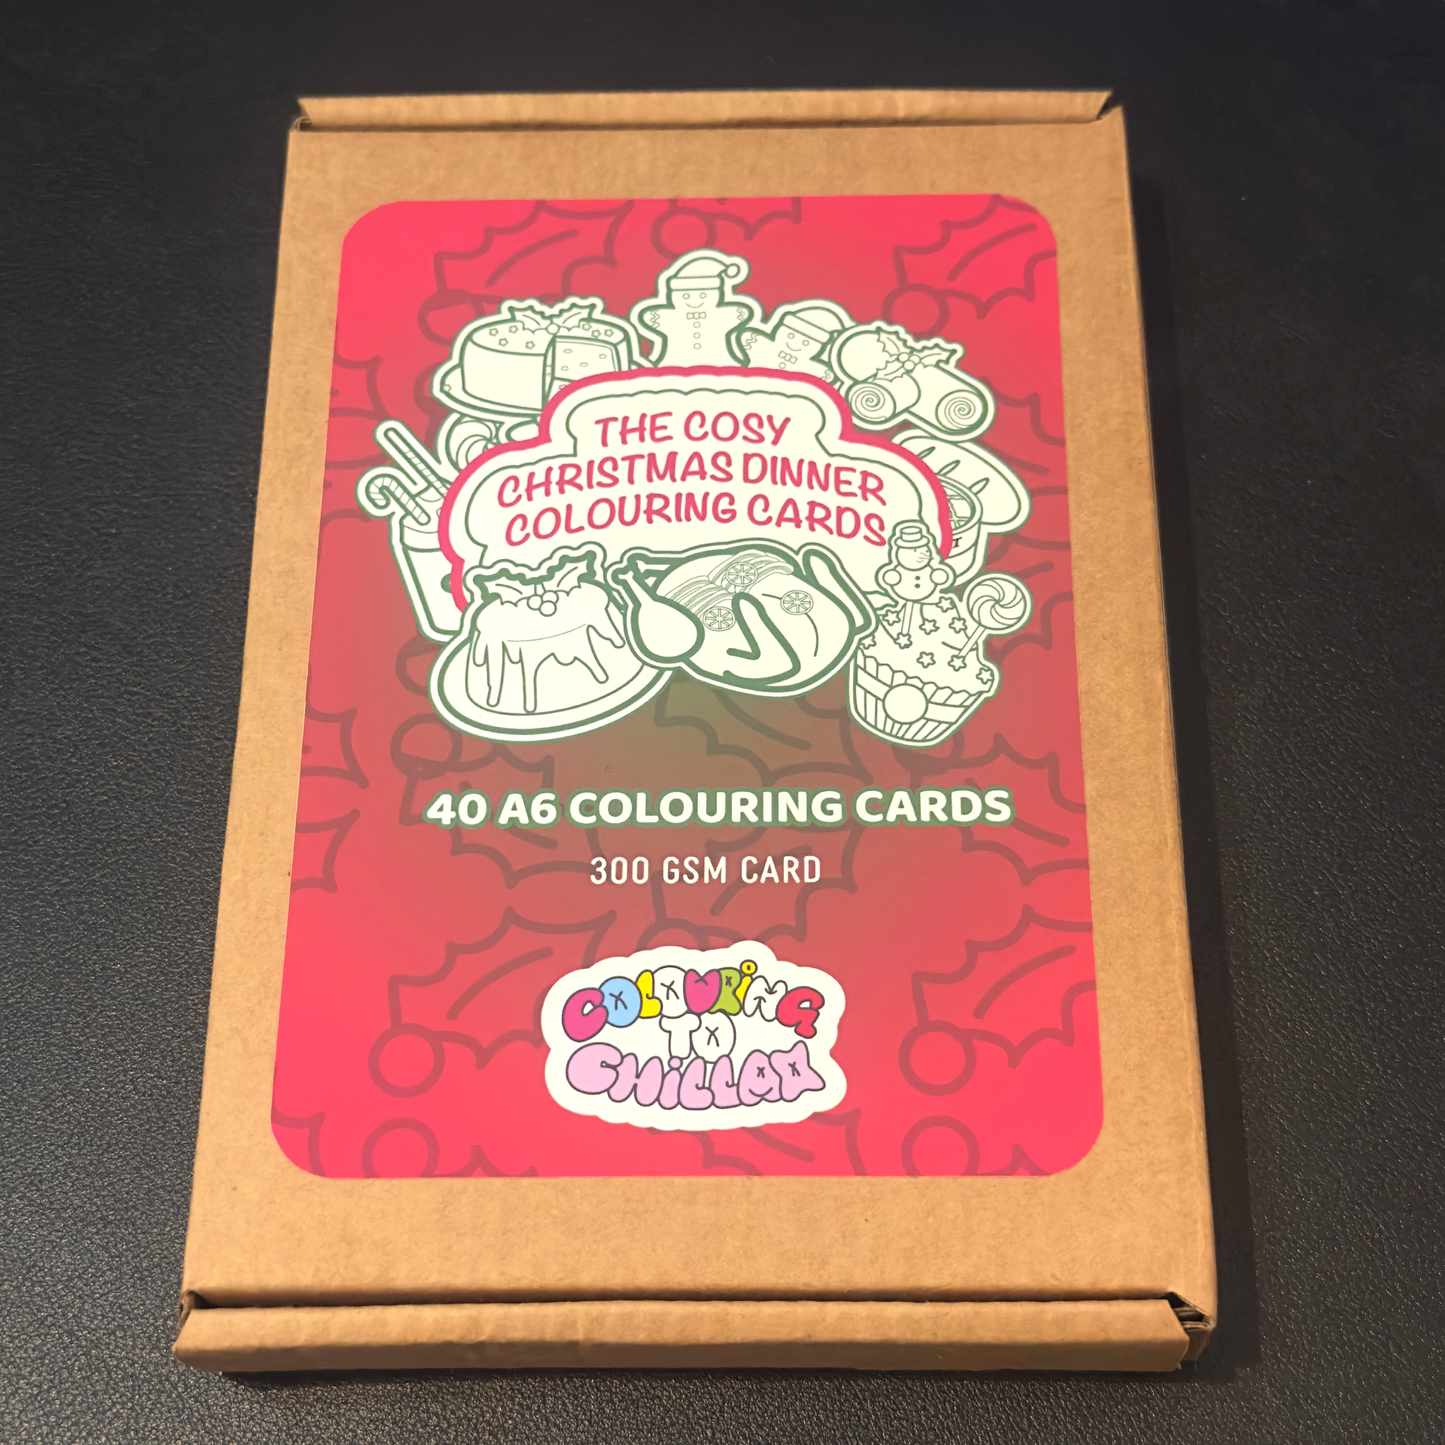 THE COSY
CHRISTMAS DINNER
COLOURING CARDS
40 A6 COLOURING CARDS
300 GSM CARD
COLOURING
TO
CHILLAX